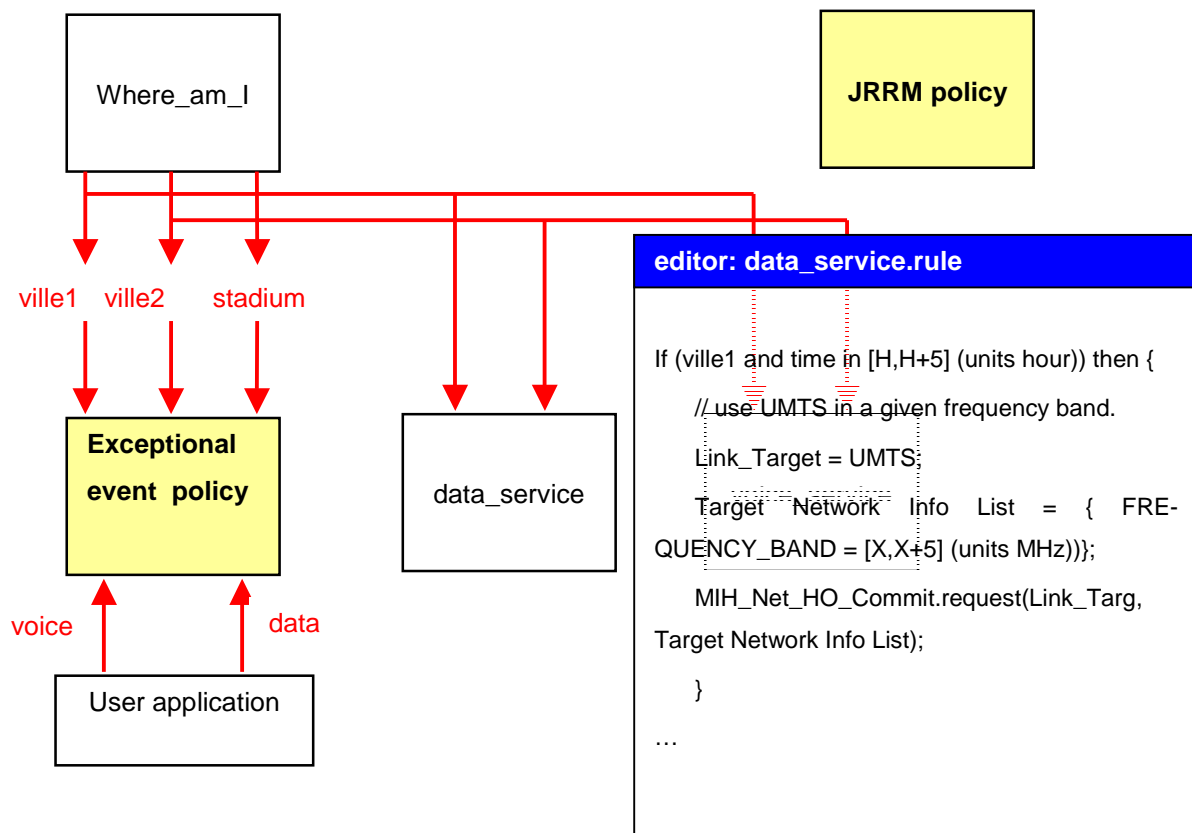 Where_am_I
JRRM policy
ville1
ville2
stadium
Exceptional
event policy
data_service
voice
data
User application
editor: data_service.rule
If (ville1 and time in [H,H+5] (units hour)) then {
// use UMTS in a given frequency band.
Link_Target = UMTS;
Target Network Info List = { FRE-
QUENCY_BAND = [X,X+5] (units MHz))};
MIH_Net_HO_Commit.request(Link_Targ,
Target Network Info List);
}
…